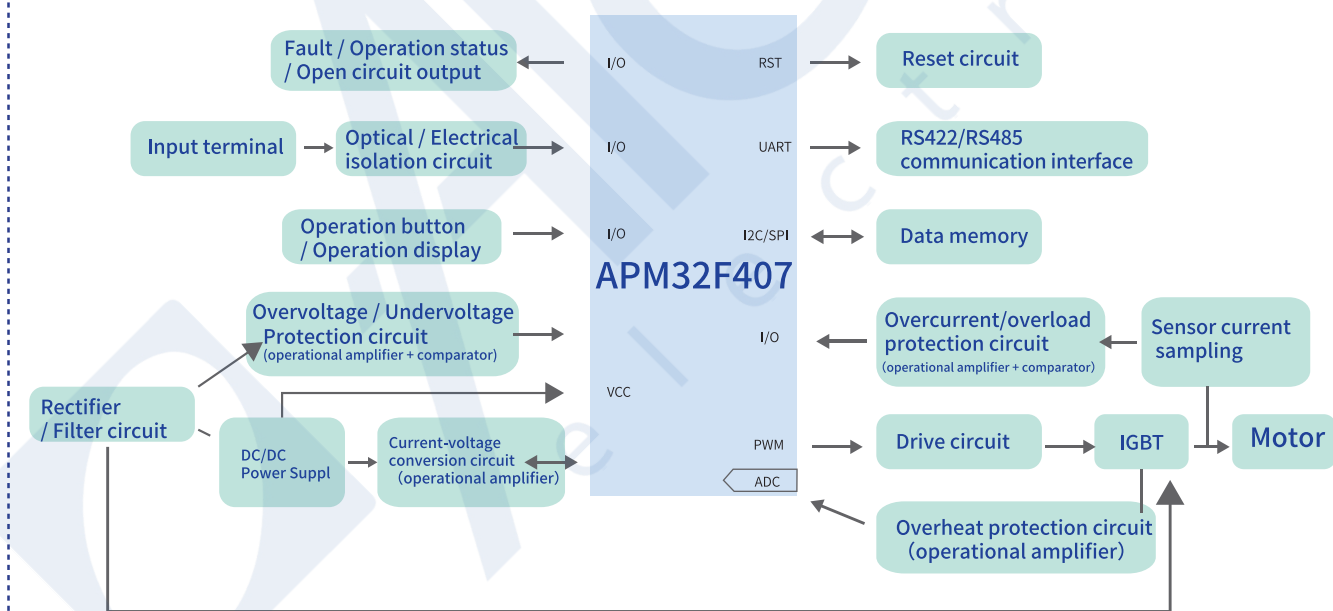 Fault / Operation status
/ Open circuit output
I/O
RST
Reset circuit
Input terminal
Optical / Electrical
isolation circuit
I/O
UART
RS422/RS485
communication interface
Operation button
/ Operation display
I/O
I2C/SPI
Data memory
APM32F407
Overvoltage / Undervoltage
Protection circuit
(operational amplifier + comparator)
I/O
Overcurrent/overload
protection circuit
(operational amplifier + comparator)
Sensor current
sampling
Rectifier
/ Filter circuit
VCC
DC/DC
Power Suppl
Current-voltage
conversion circuit
(operational amplifier)
PWM
Drive circuit
IGBT
Motor
ADC
Overheat protection circuit
(operational amplifier)